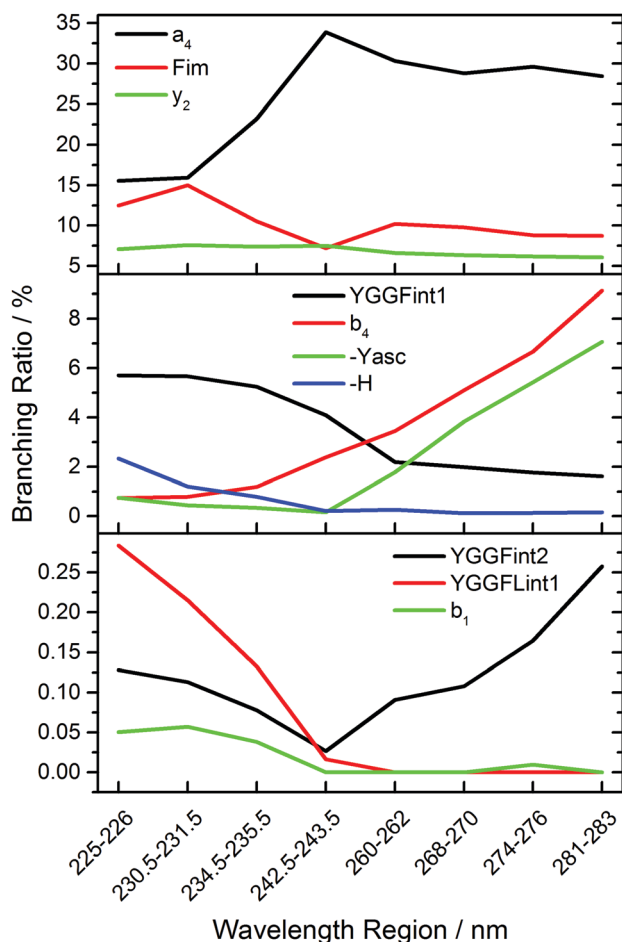 35
30
25
20
15
10
5
a₄
Fim
y₂
8
6
4
2
0
YGGFint1
b₄
-Yasc
-H
0.25
0.20
0.15
0.10
0.05
0.00
YGGFint2
YGGFLint1
b₁
Branching Ratio / %
225-226
230.5-231.5
234.5-235.5
242.5-243.5
260-262
268-270
274-276
281-283
Wavelength Region / nm